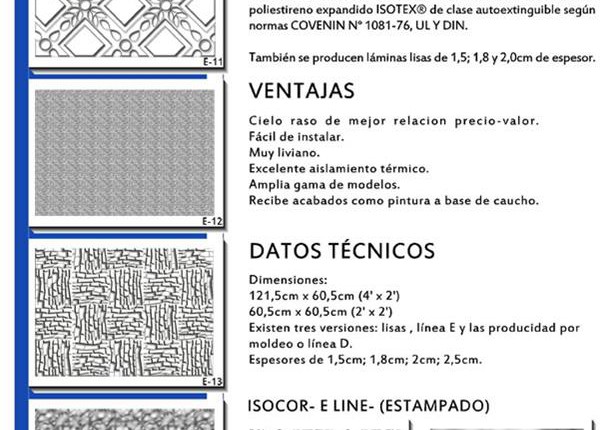 poliestireno expandido ISOTEX® de clase autoextinguible según
normas COVENIN Nº 1081-76, UL Y DIN.
También se producen láminas lisas de 1,5; 1,8 y 2,0cm de espesor.
E-11
VENTAJAS
Cielo raso de mejor relacion precio-valor.
Fácil de instalar.
Muy liviano.
Excelente aislamiento térmico.
Amplia gama de modelos.
Recibe acabados como pintura a base de caucho.
E-12
DATOS TÉCNICOS
Dimensiones:
121,5cm x 60,5cm (4' x 2')
60,5cm x 60,5cm (2' x 2')
Existen tres versiones: lisas , línea E y las producidad por
moldeo o línea D.
Espesores de 1,5cm; 1,8cm; 2cm; 2,5cm.
E-13
ISOCOR- E LINE- (ESTAMPADO)